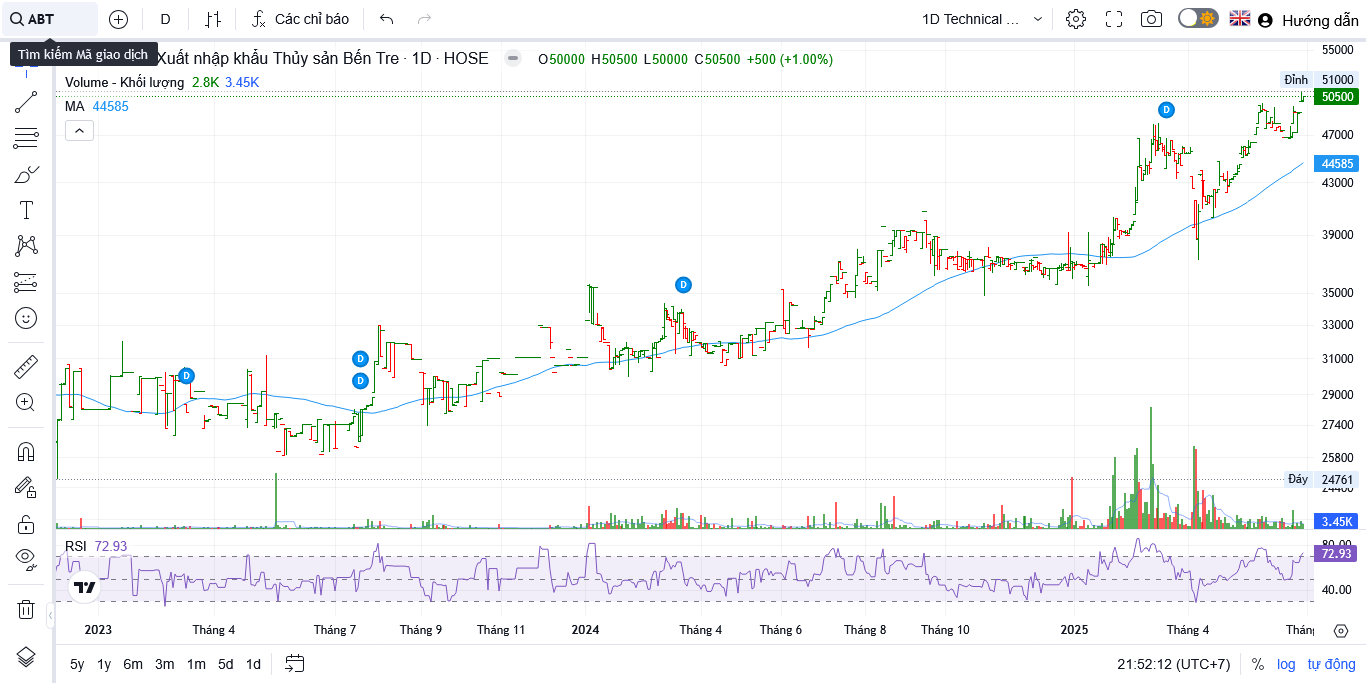 ABT
D
Các chỉ báo
1D Technical ...
Hướng dẫn
Tìm kiếm Mã giao dịch
Xuất nhập khẩu Thủy sản Bến Tre · 1D · HOSE
O50000 H50500 L50000 C50500 +500 (+1.00%)
Volume - Khối lượng 2.8K 3.45K
MA 44585
55000
Đỉnh 51000
50500
47000
44585
43000
39000
35000
33000
31000
29000
27400
25800
Đáy 24761
24400
3.45K
D
D
D
D
D
RSI 72.93
80.00
72.93
40.00
2023 Tháng 4 Tháng 7 Tháng 9 Tháng 11 2024 Tháng 4 Tháng 6 Tháng 8 Tháng 10 2025 Tháng 4 Thán
5y 1y 6m 3m 1m 5d 1d
21:52:12 (UTC+7) % log tự động